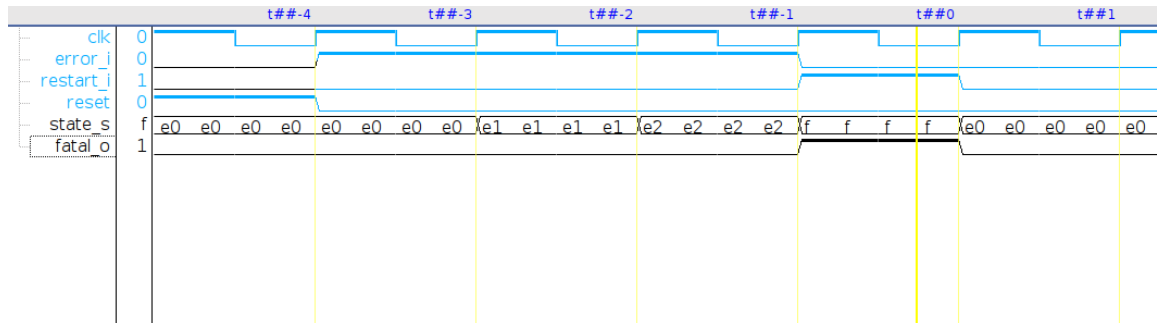 t##-4 t##-3 t##-2 t##-1 t##0 t##1
clk 0
error_i 0
restart_i 1
reset 0
state_s f e0 e0 e0 e0 e0 e0 e0 e0 e1 e1 e1 e1 e2 e2 e2 e2 f f f f e0 e0 e0 e0 e0
fatal_o 1